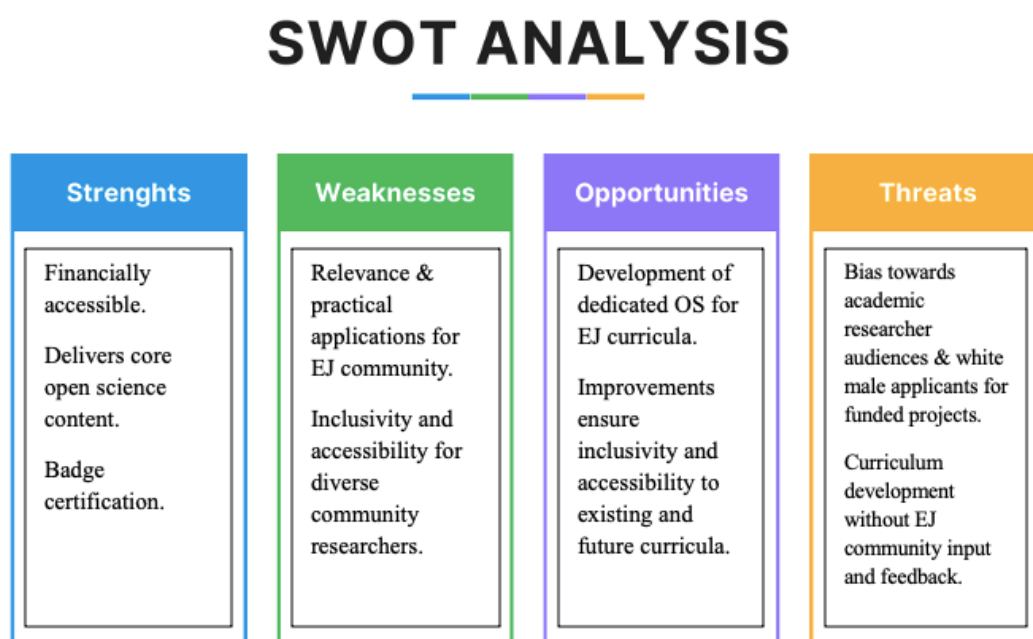 SWOT ANALYSIS
Strenghts
Financially
accessible.
Delivers core
open science
content.
Badge
certification.
Weaknesses
Relevance &
practical
applications for
EJ community.
Inclusivity and
accessibility for
diverse
community
researchers.
Opportunities
Development of
dedicated OS for
EJ curricula.
Improvements
ensure
inclusivity and
accessibility to
existing and
future curricula.
Threats
Bias towards
academic
researcher
audiences & white
male applicants for
funded projects.
Curriculum
development
without EJ
community input
and feedback.